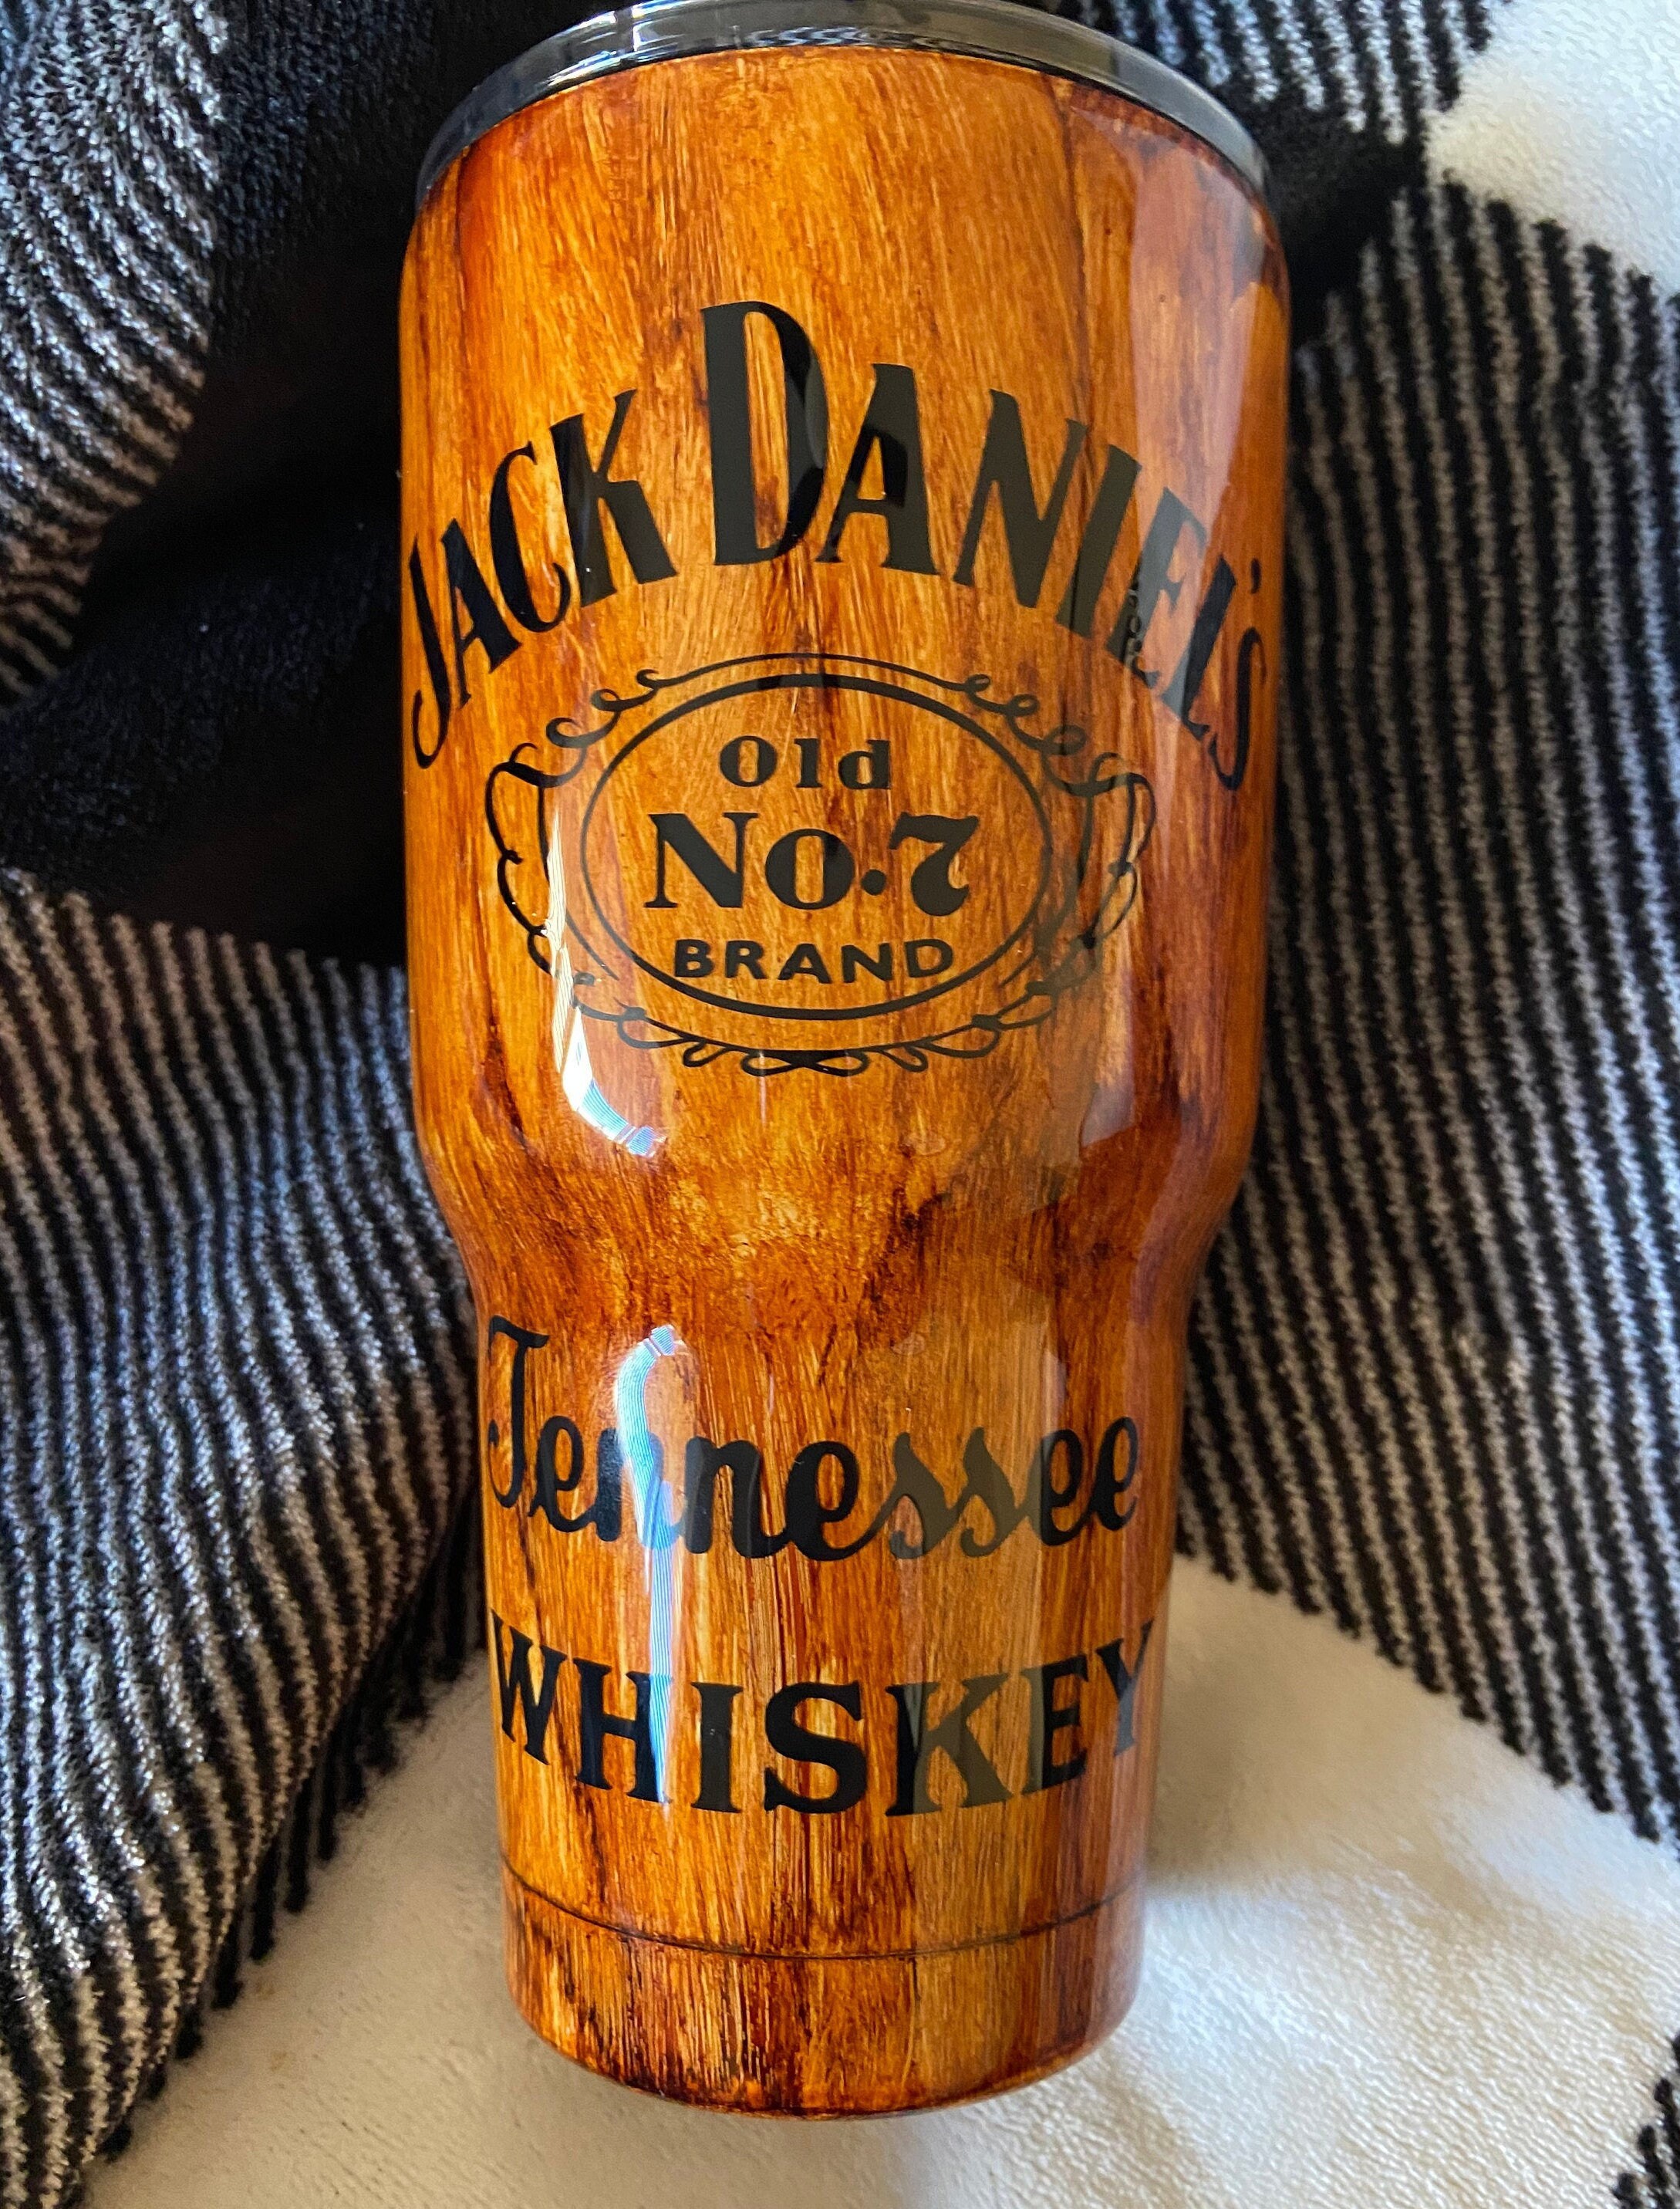 JACK DANIEL'S
Old
No.7
BRAND
Tennessee
WHISKEY